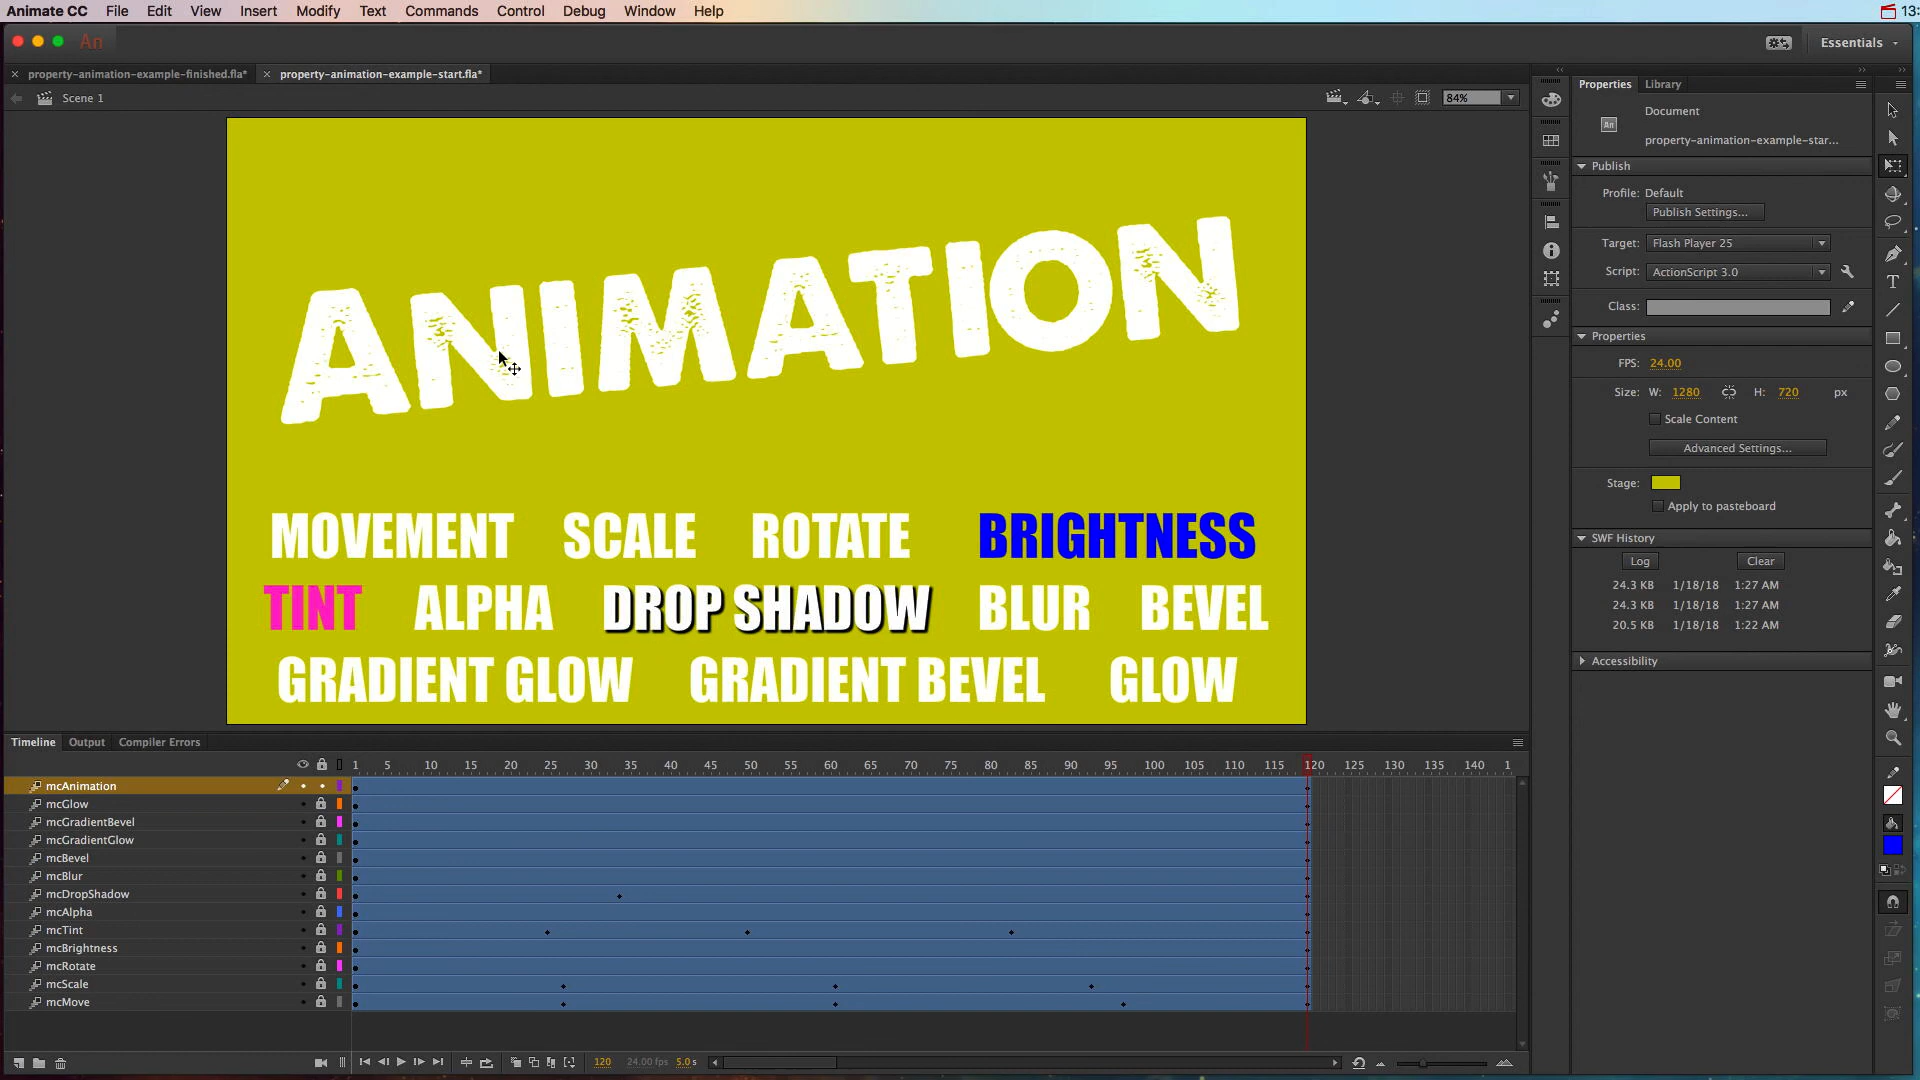 Animate CC File Edit View Insert Modify Text Commands Control Debug Window Help 13:
An Essentials
property-animation-example-finished.fla* property-animation-example-start.fla*
Scene 1 84%
Properties Library
Document
An
property-animation-example-star...
Publish
Profile: Default
Publish Settings...
Target: Flash Player 25
Script: ActionScript 3.0
Class:
Properties
FPS: 24.00
Size: W: 1280 H: 720 px
Scale Content
Advanced Settings...
Stage:
Apply to pasteboard
SWF History
Log Clear
24.3 KB 1/18/18 1:27 AM
24.3 KB 1/18/18 1:27 AM
20.5 KB 1/18/18 1:22 AM
Accessibility
ANIMATION
MOVEMENT SCALE ROTATE BRIGHTNESS
TINT ALPHA DROP SHADOW BLUR BEVEL
GRADIENT GLOW GRADIENT BEVEL GLOW
Timeline Output Compiler Errors
1 5 10 15 20 25 30 35 40 45 50 55 60 65 70 75 80 85 90 95 100 105 110 115 120 125 130 135 140 1
mcAnimation
mcGlow
mcGradientBevel
mcGradientGlow
mcBevel
mcBlur
mcDropShadow
mcAlpha
mcTint
mcBrightness
mcRotate
mcScale
mcMove
120 24.00 fps 5.0 s